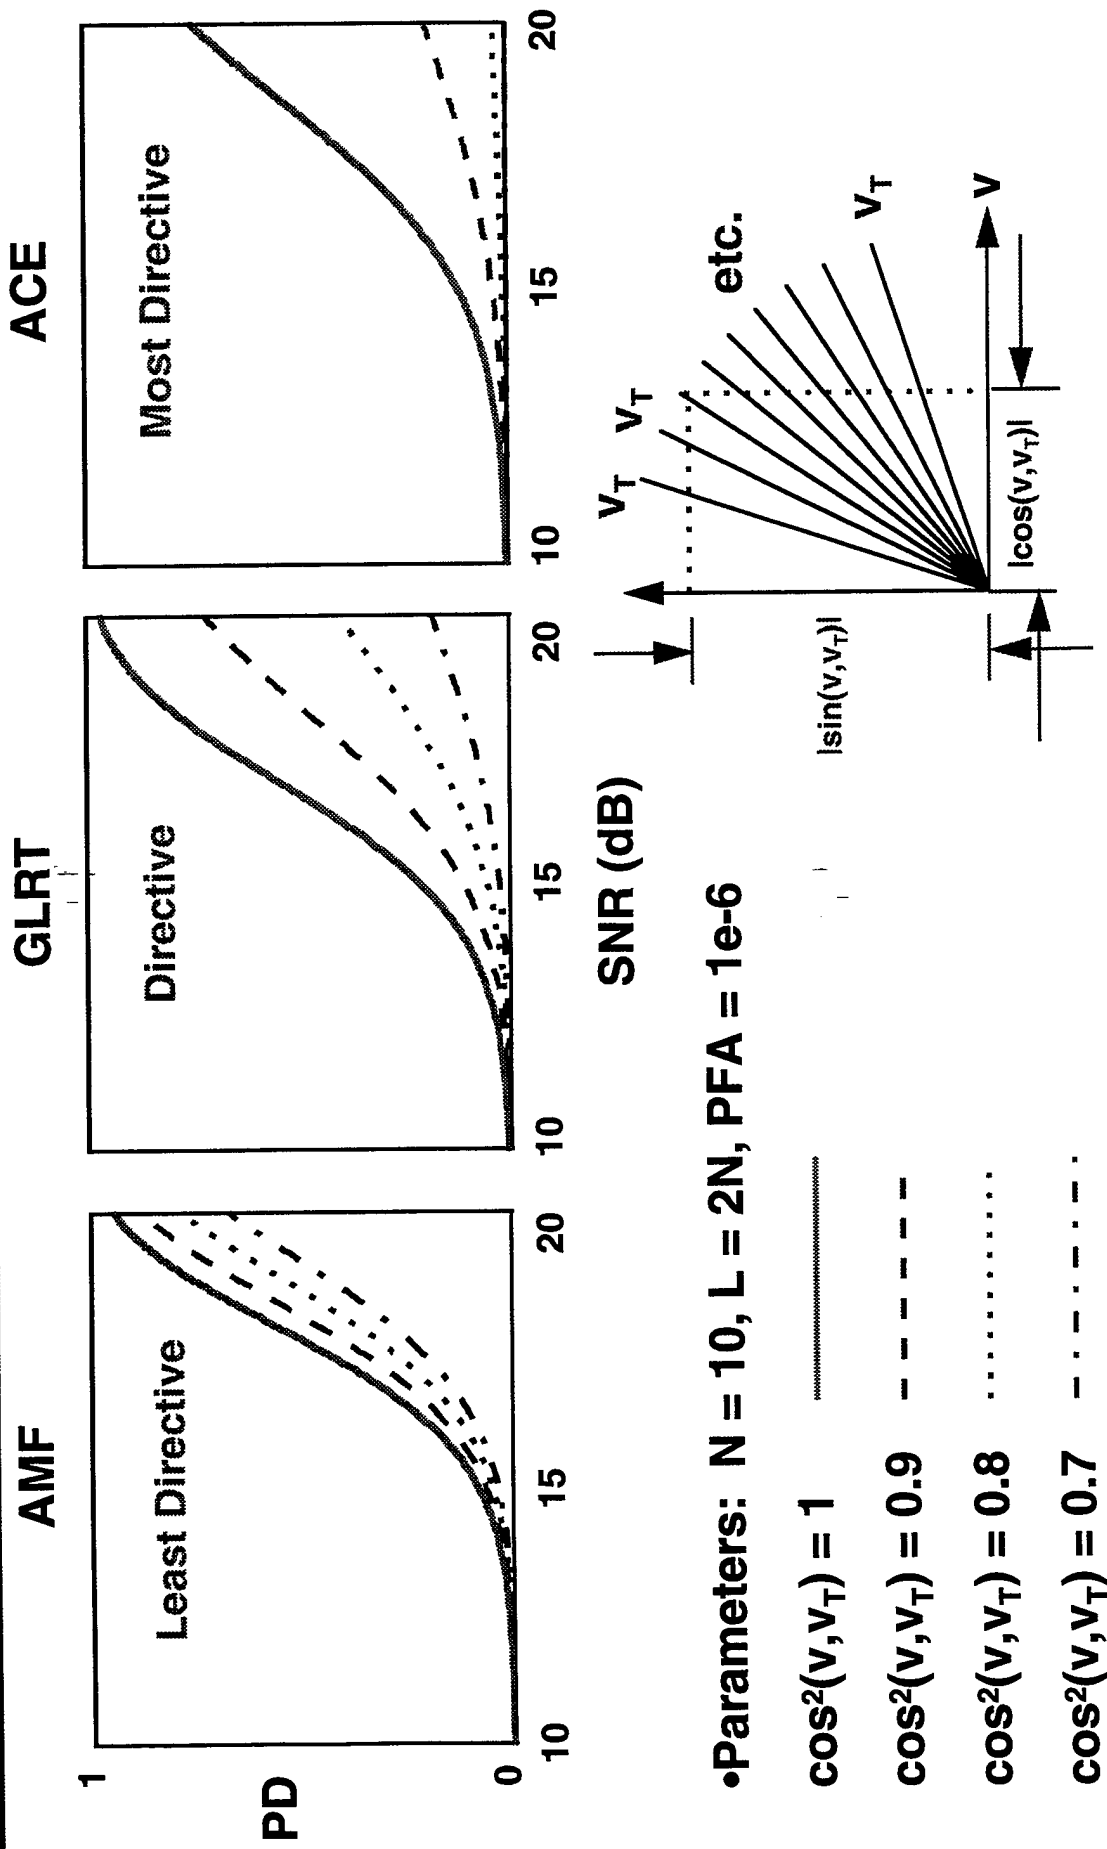 AMF
GLRT
ACE
Least Directive
Directive
Most Directive
1
PD
0
10
15
20
10
15
20
10
15
20
SNR (dB)
•Parameters: N = 10, L = 2N, PFA = 1e-6
cos²(v,v_T) = 1
cos²(v,v_T) = 0.9
cos²(v,v_T) = 0.8
cos²(v,v_T) = 0.7
v_T
v_T
etc.
v_T
v
|sin(v,v_T)|
|cos(v,v_T)|